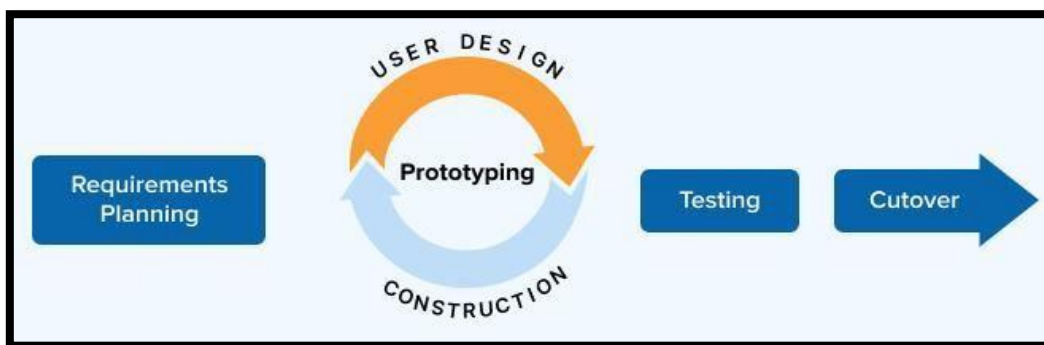 Requirements
Planning
USER DESIGN
Prototyping
CONSTRUCTION
Testing
Cutover